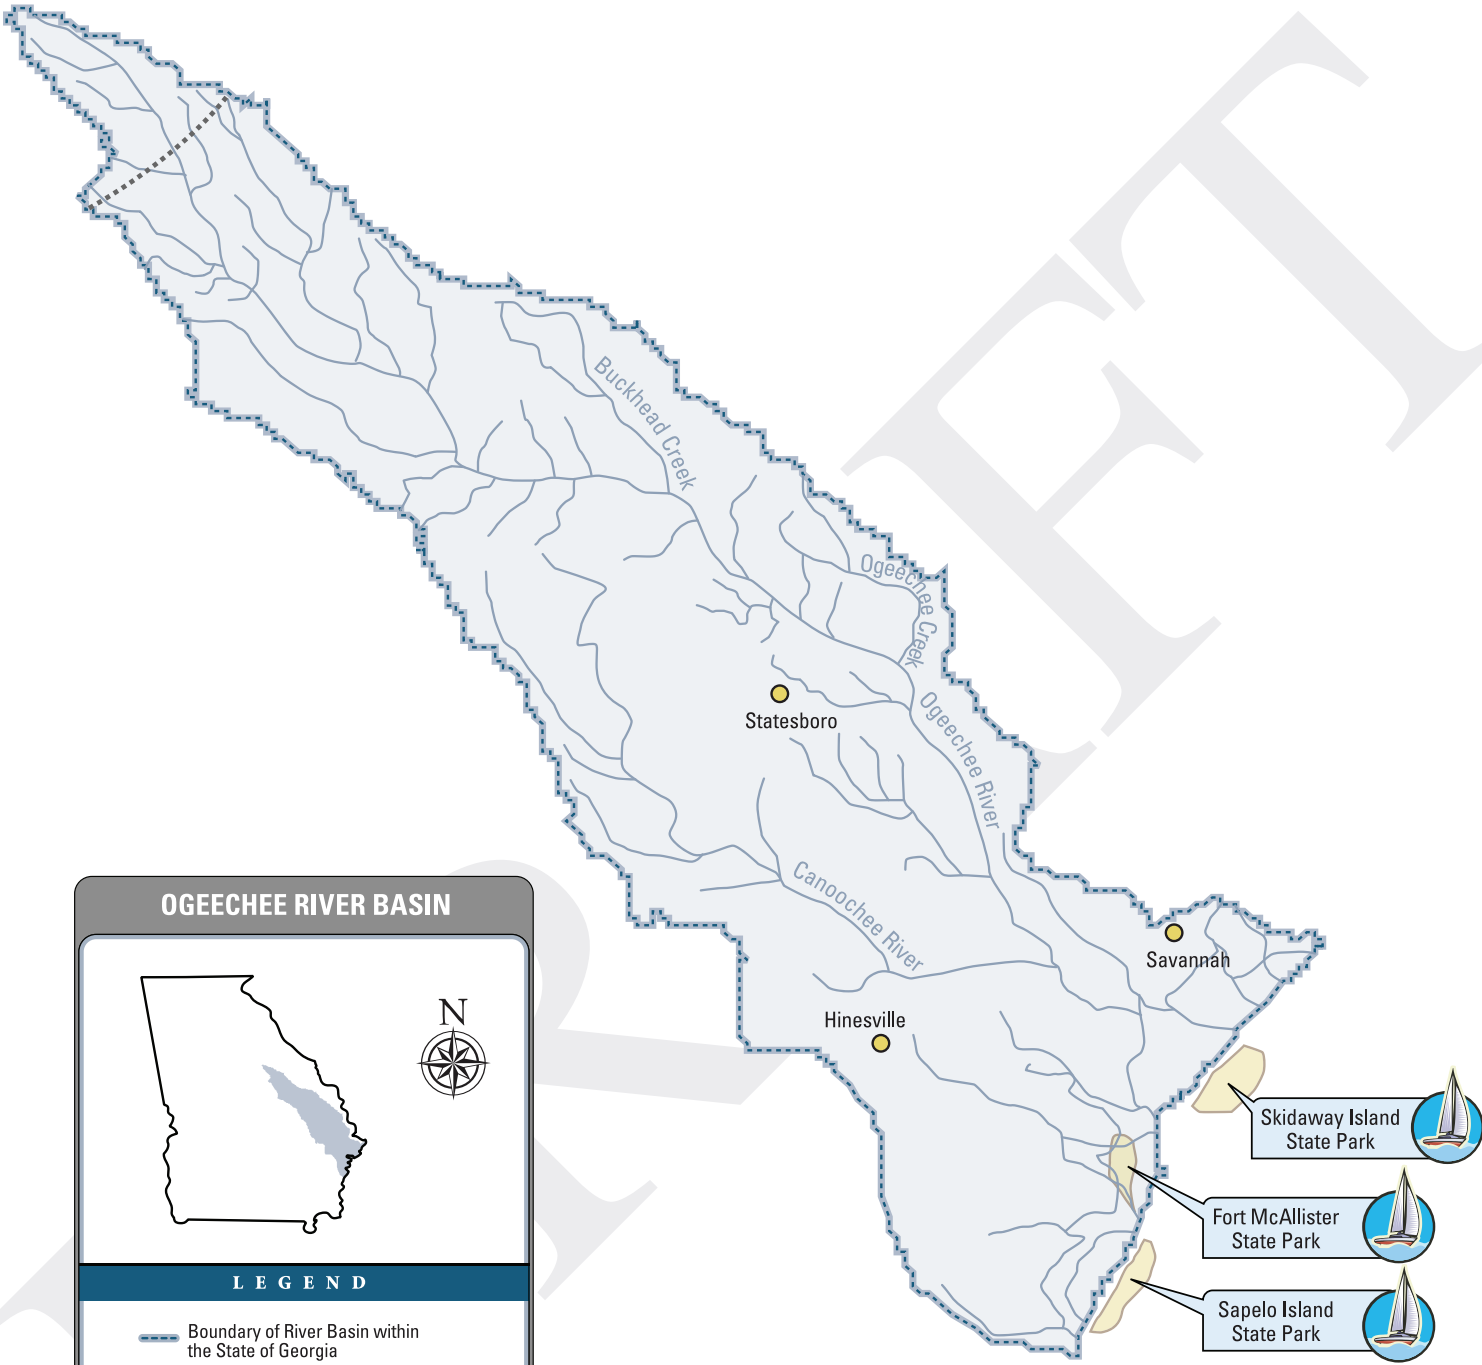 Buckhead Creek
Ogeechee Creek
Ogeechee River
Statesboro
Canoochee River
Savannah
Hinesville
Skidaway Island
State Park
Fort McAllister
State Park
Sapelo Island
State Park
OGEECHEE RIVER BASIN
N
LEGEND
Boundary of River Basin within
the State of Georgia
R
F
T